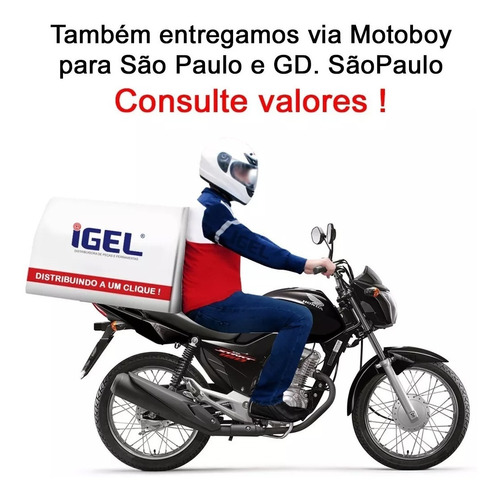 Também entregamos via Motoboy
para São Paulo e GD. SãoPaulo
Consulte valores !
iGEL®
DISTRIBUINDO A UM CLIQUE !